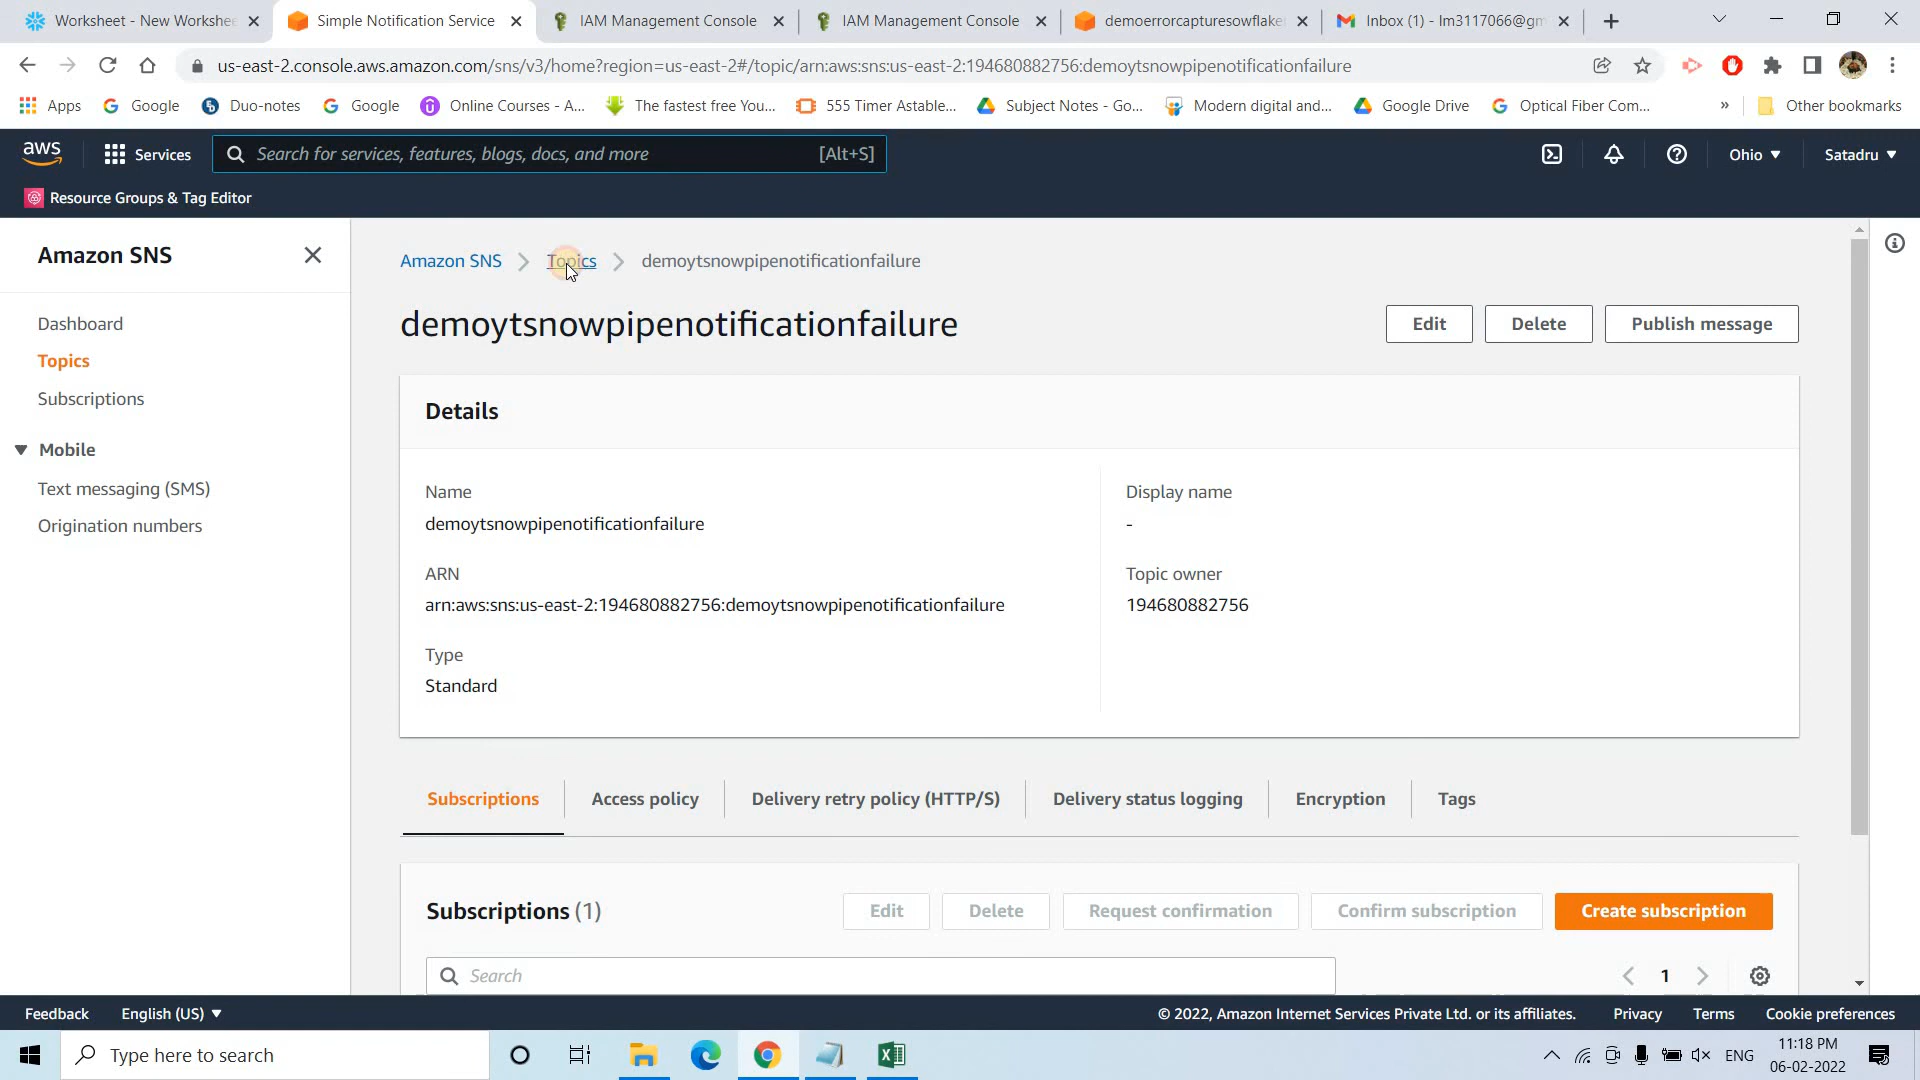 Worksheet - New Workshee
Simple Notification Service
IAM Management Console
IAM Management Console
demoerrorcapturesowflake
Inbox (1) - lm3117066@gm
us-east-2.console.aws.amazon.com/sns/v3/home?region=us-east-2#/topic/arn:aws:sns:us-east-2:194680882756:demoytsnowpipenotificationfailure
Apps
Google
Duo-notes
Google
Online Courses - A...
The fastest free You...
555 Timer Astable...
Subject Notes - Go...
Modern digital and...
Google Drive
Optical Fiber Com...
»
Other bookmarks
aws
Services
Search for services, features, blogs, docs, and more
[Alt+S]
Ohio
Satadru
Resource Groups & Tag Editor
Amazon SNS
Dashboard
Topics
Subscriptions
Mobile
Text messaging (SMS)
Origination numbers
Amazon SNS
Topics
demoytsnowpipenotificationfailure
demoytsnowpipenotificationfailure
Edit
Delete
Publish message
Details
Name
demoytsnowpipenotificationfailure
Display name
-
ARN
arn:aws:sns:us-east-2:194680882756:demoytsnowpipenotificationfailure
Topic owner
194680882756
Type
Standard
Subscriptions
Access policy
Delivery retry policy (HTTP/S)
Delivery status logging
Encryption
Tags
Subscriptions (1)
Edit
Delete
Request confirmation
Confirm subscription
Create subscription
Search
1
Feedback
English (US)
© 2022, Amazon Internet Services Private Ltd. or its affiliates.
Privacy
Terms
Cookie preferences
Type here to search
ENG
11:18 PM
06-02-2022